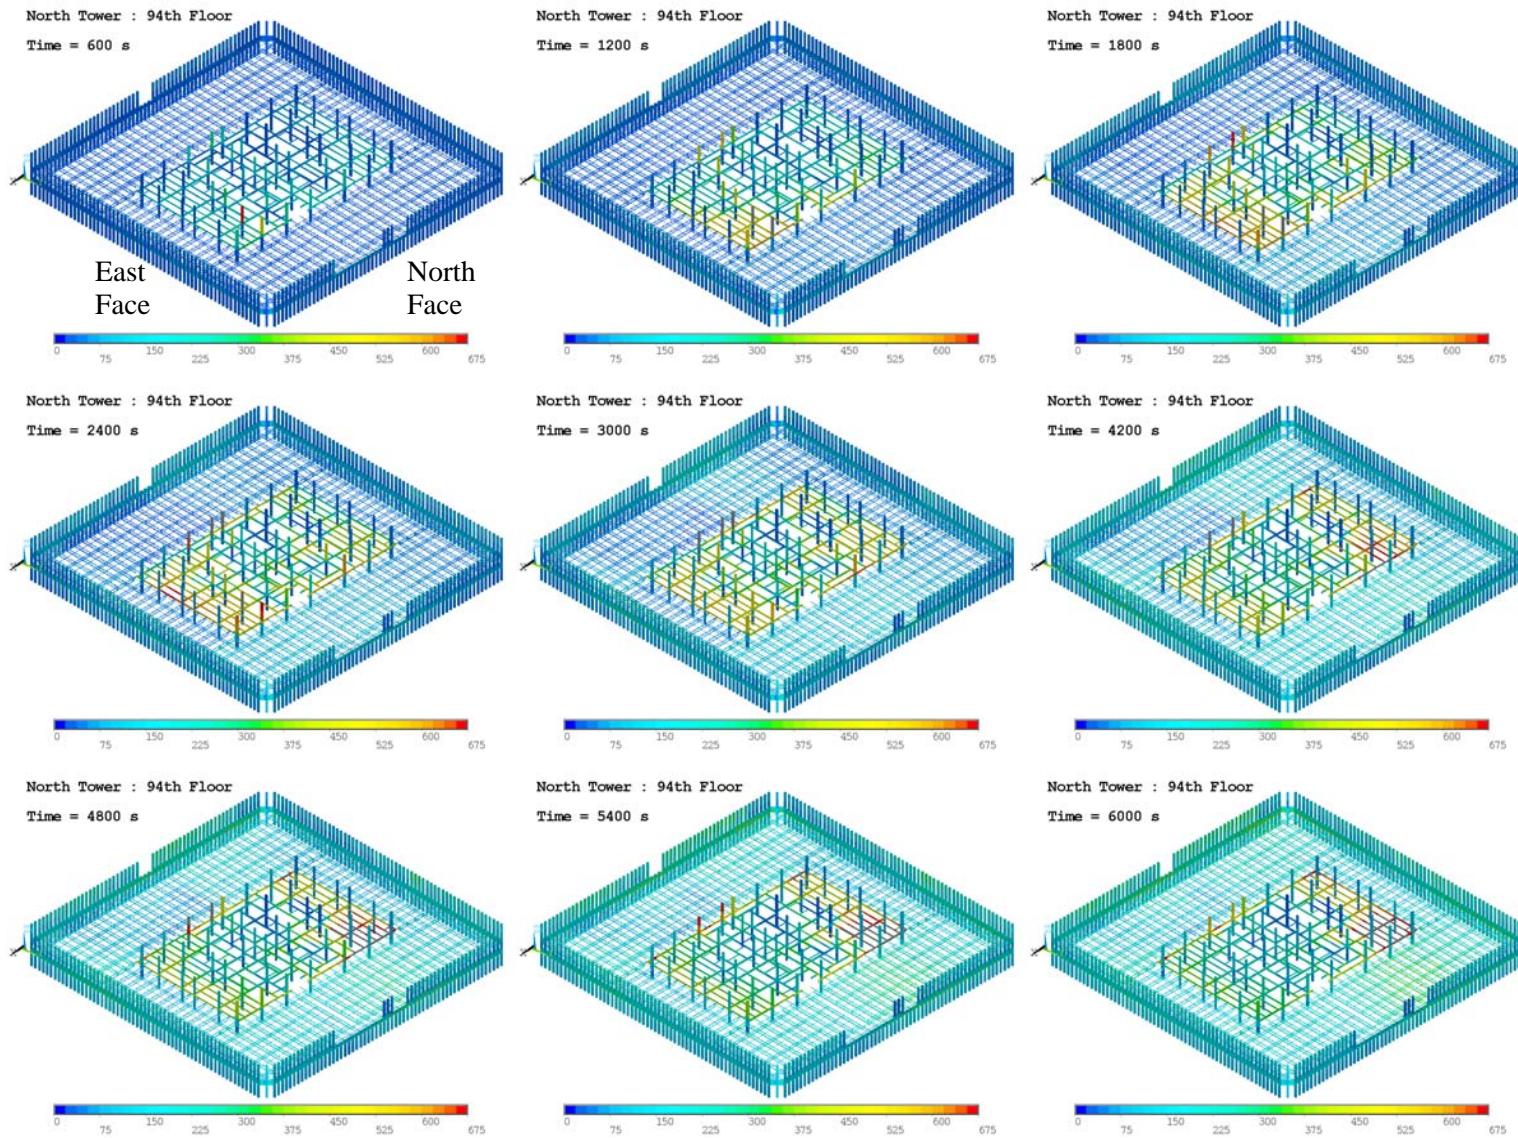 North Tower : 94th Floor
Time = 600 s
East
Face
North
Face
0 75 150 225 300 375 450 525 600 675
North Tower : 94th Floor
Time = 1200 s
0 75 150 225 300 375 450 525 600 675
North Tower : 94th Floor
Time = 1800 s
0 75 150 225 300 375 450 525 600 675
North Tower : 94th Floor
Time = 2400 s
0 75 150 225 300 375 450 525 600 675
North Tower : 94th Floor
Time = 3000 s
0 75 150 225 300 375 450 525 600 675
North Tower : 94th Floor
Time = 4200 s
0 75 150 225 300 375 450 525 600 675
North Tower : 94th Floor
Time = 4800 s
0 75 150 225 300 375 450 525 600 675
North Tower : 94th Floor
Time = 5400 s
0 75 150 225 300 375 450 525 600 675
North Tower : 94th Floor
Time = 6000 s
0 75 150 225 300 375 450 525 600 675